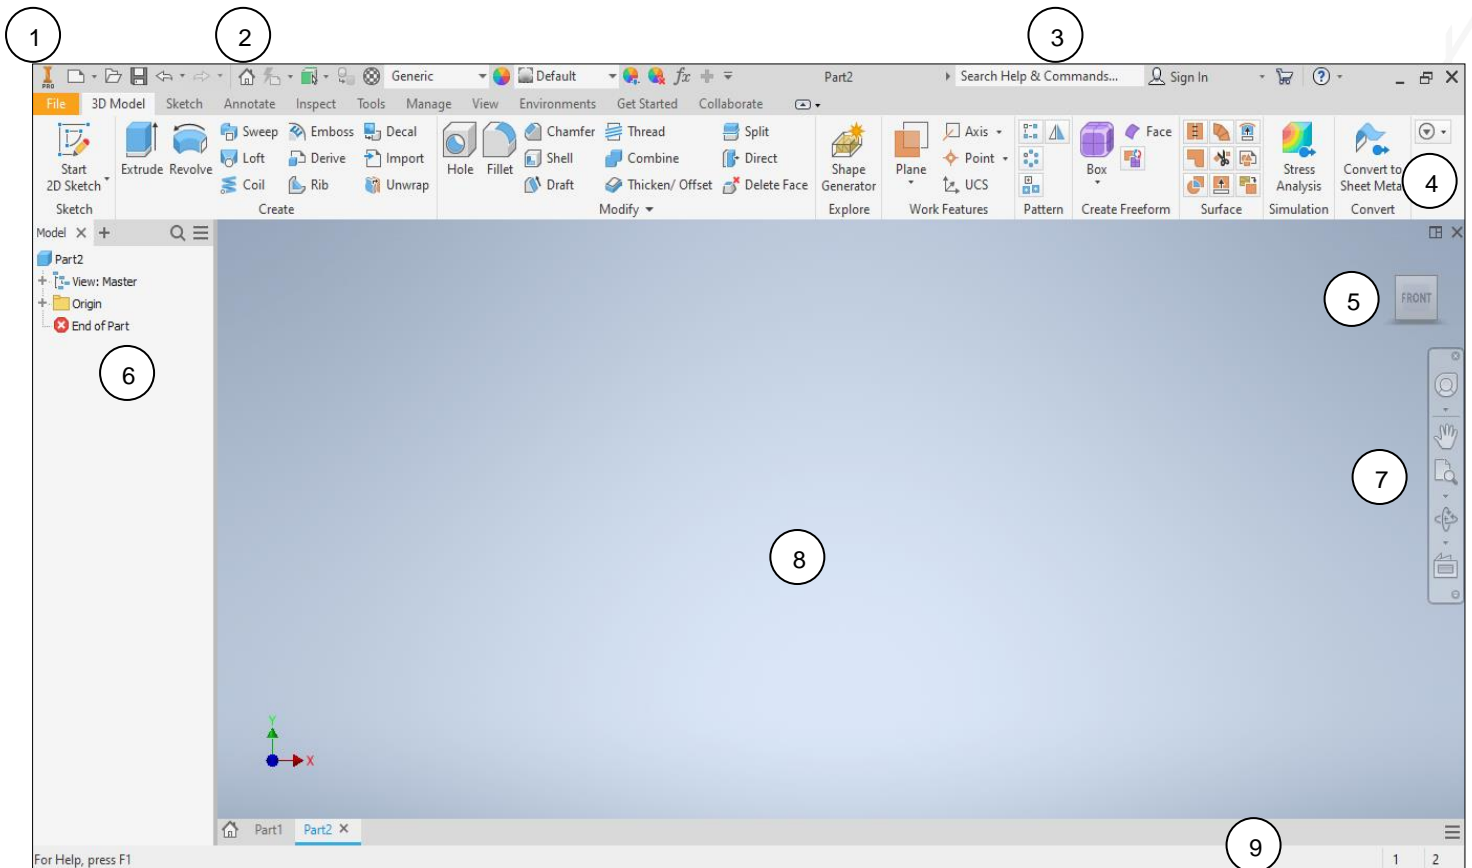 1 2 3
PRO Generic Default fx Part2 Search Help & Commands... Sign In ?
File 3D Model Sketch Annotate Inspect Tools Manage View Environments Get Started Collaborate
Start
2D Sketch
Extrude Revolve
Sweep Emboss Decal
Loft Derive Import
Coil Rib Unwrap
Hole Fillet
Chamfer Thread Split
Shell Combine Direct
Draft Thicken/ Offset Delete Face
Shape
Generator
Plane
Axis
Point
UCS
Box
Face
Stress
Analysis
Convert to
Sheet Meta
4
Sketch Create Modify Explore Work Features Pattern Create Freeform Surface Simulation Convert
Model
Part2
View: Master
Origin
End of Part
6
5
FRONT
7
8
Y
X
Part1 Part2
9
For Help, press F1 1 2